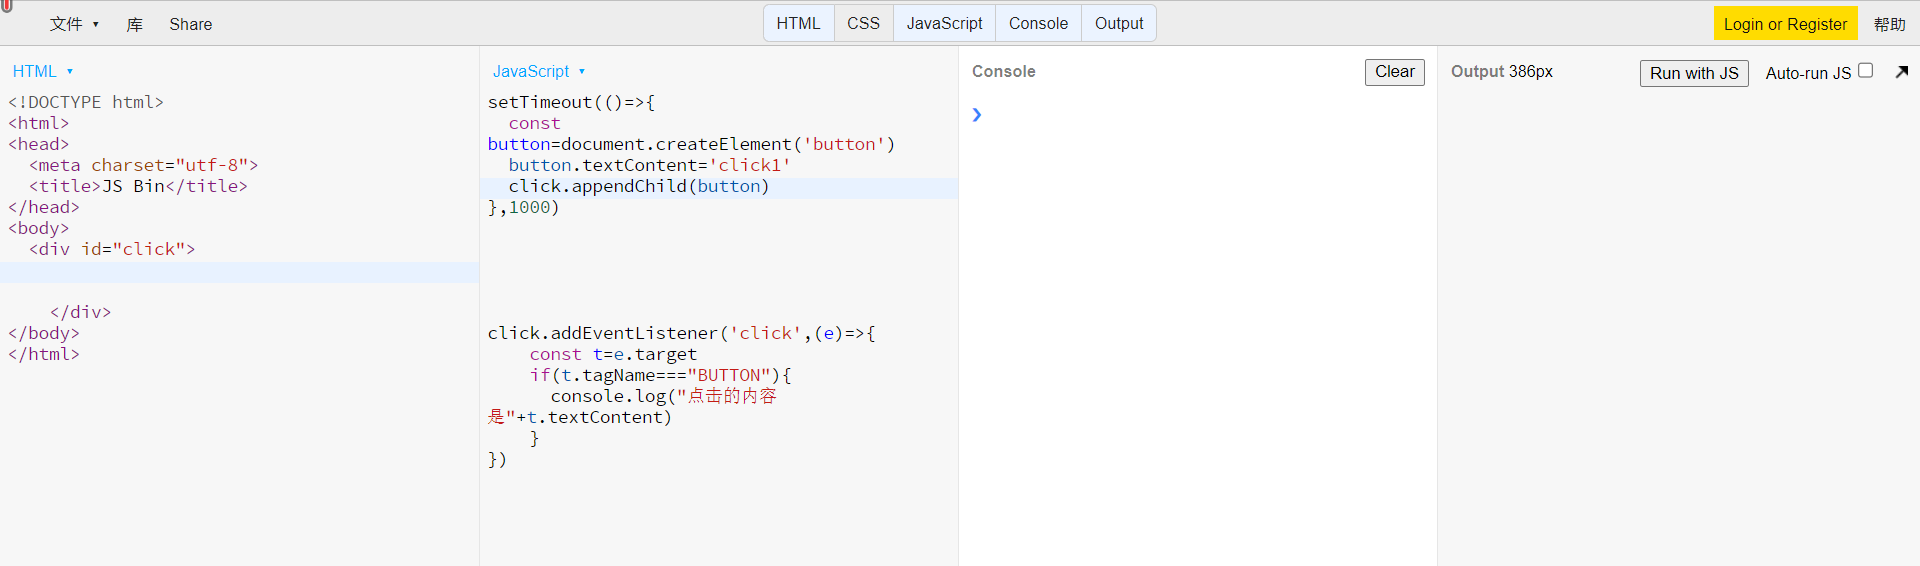 文件 ▾ 库 Share HTML CSS JavaScript Console Output Login or Register 帮助
HTML ▾
<!DOCTYPE html>
<html>
<head>
  <meta charset="utf-8">
  <title>JS Bin</title>
</head>
<body>
  <div id="click">
    </div>
</body>
</html>
JavaScript ▾
setTimeout(()=>{
  const
button=document.createElement('button')
  button.textContent='click1'
  click.appendChild(button)
},1000)
click.addEventListener('click',(e)=>{
    const t=e.target
    if(t.tagName==="BUTTON"){
      console.log("点击的内容
是"+t.textContent)
    }
})
Console Clear
❯
Output 386px Run with JS Auto-run JS